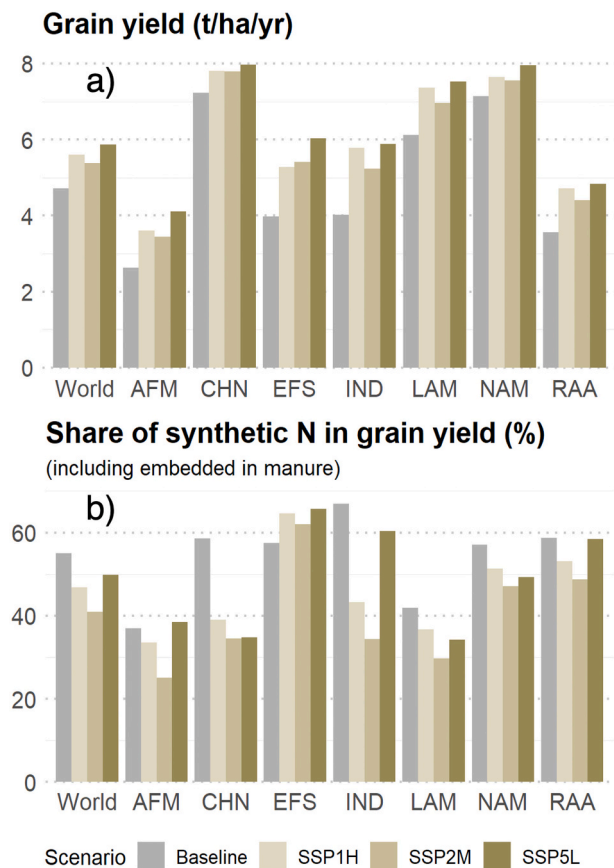 Grain yield (t/ha/yr)
a)
8
6
4
2
0
World AFM CHN EFS IND LAM NAM RAA
Share of synthetic N in grain yield (%)
(including embedded in manure)
b)
60
40
20
0
World AFM CHN EFS IND LAM NAM RAA
Scenario Baseline SSP1H SSP2M SSP5L